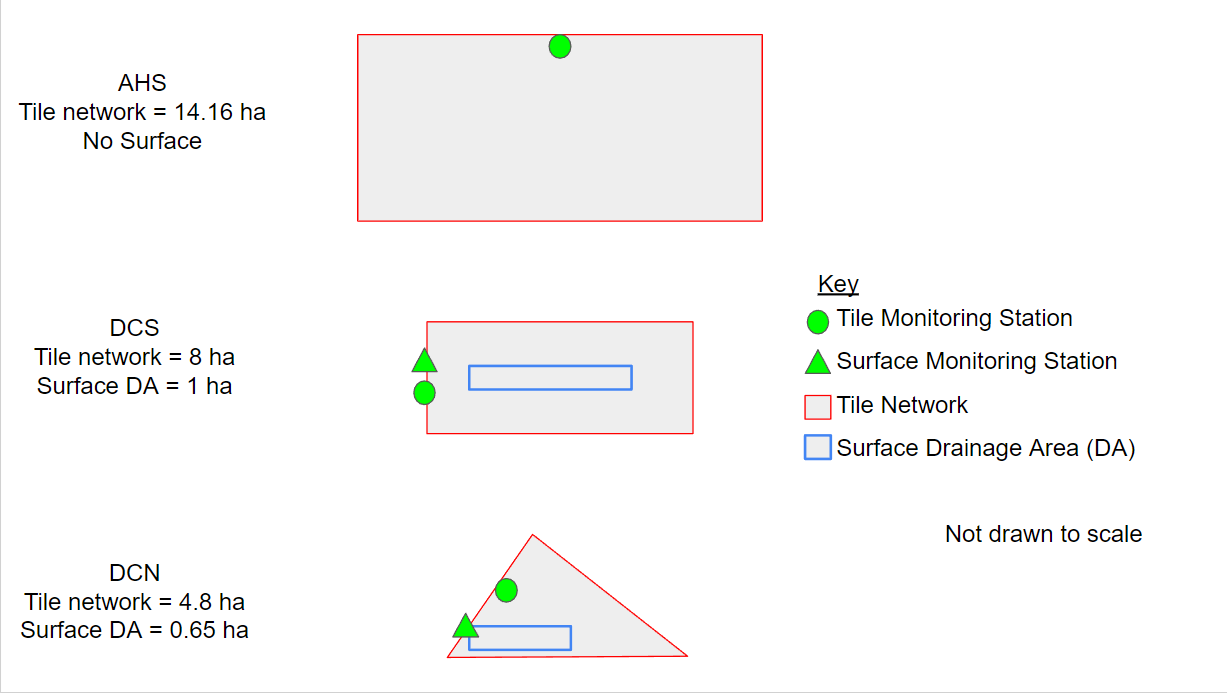 AHS
Tile network = 14.16 ha
No Surface
DCS
Tile network = 8 ha
Surface DA = 1 ha
DCN
Tile network = 4.8 ha
Surface DA = 0.65 ha
Key
Tile Monitoring Station
Surface Monitoring Station
Tile Network
Surface Drainage Area (DA)
Not drawn to scale